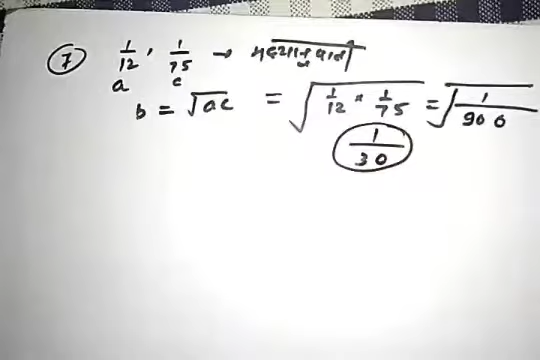 7 1/12, 1/75 → मध्यानुपाती
a c
b = √ac = √(1/12 × 1/75) = √(1/900)
1/30